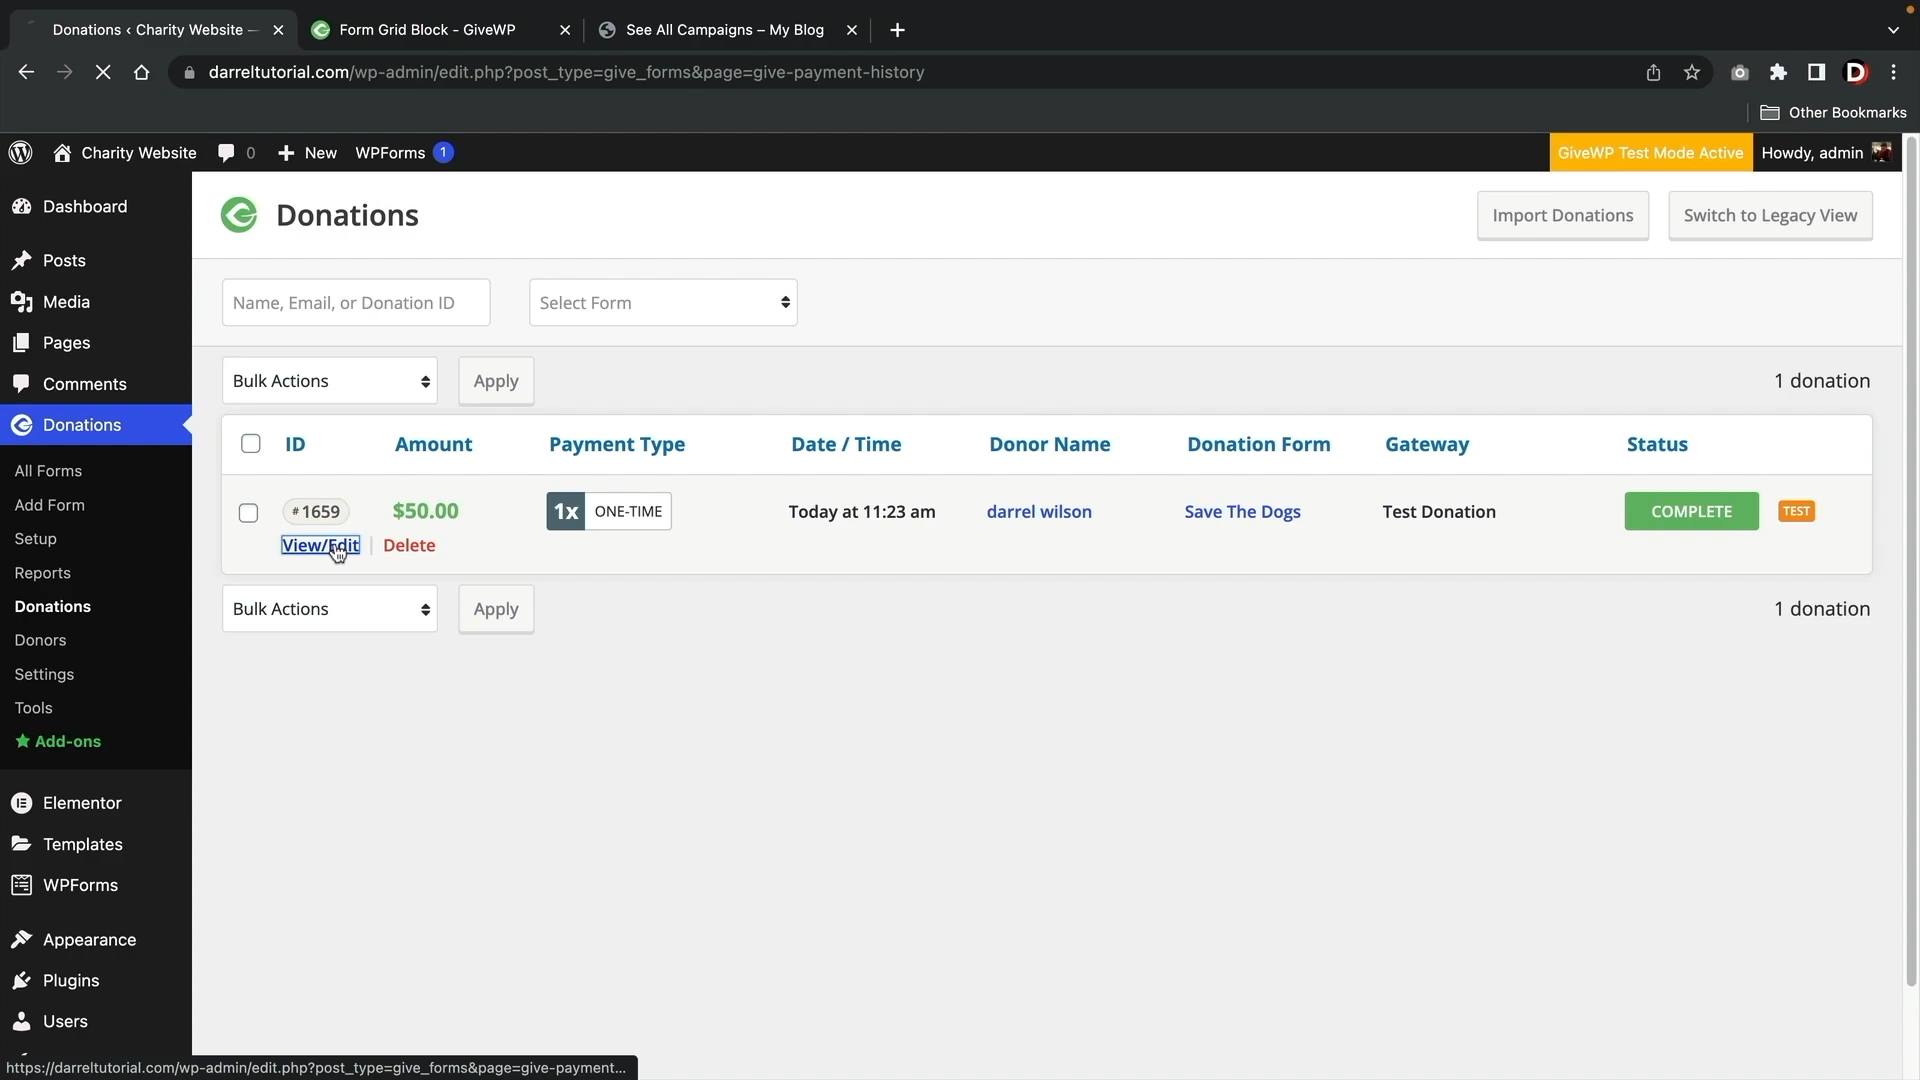 Donations ‹ Charity Website —
Form Grid Block - GiveWP
See All Campaigns – My Blog
darreltutorial.com/wp-admin/edit.php?post_type=give_forms&page=give-payment-history
D
Other Bookmarks
Charity Website
0
New
WPForms 1
GiveWP Test Mode Active
Howdy, admin
Dashboard
Posts
Media
Pages
Comments
Donations
All Forms
Add Form
Setup
Reports
Donations
Donors
Settings
Tools
Add-ons
Elementor
Templates
WPForms
Appearance
Plugins
Users
Donations
Import Donations
Switch to Legacy View
Name, Email, or Donation ID
Select Form
Bulk Actions
Apply
1 donation
ID Amount Payment Type Date / Time Donor Name Donation Form Gateway Status
#1659 $50.00 1x ONE-TIME Today at 11:23 am darrel wilson Save The Dogs Test Donation COMPLETE TEST
View/Edit | Delete
Bulk Actions
Apply
1 donation
https://darreltutorial.com/wp-admin/edit.php?post_type=give_forms&page=give-payment...